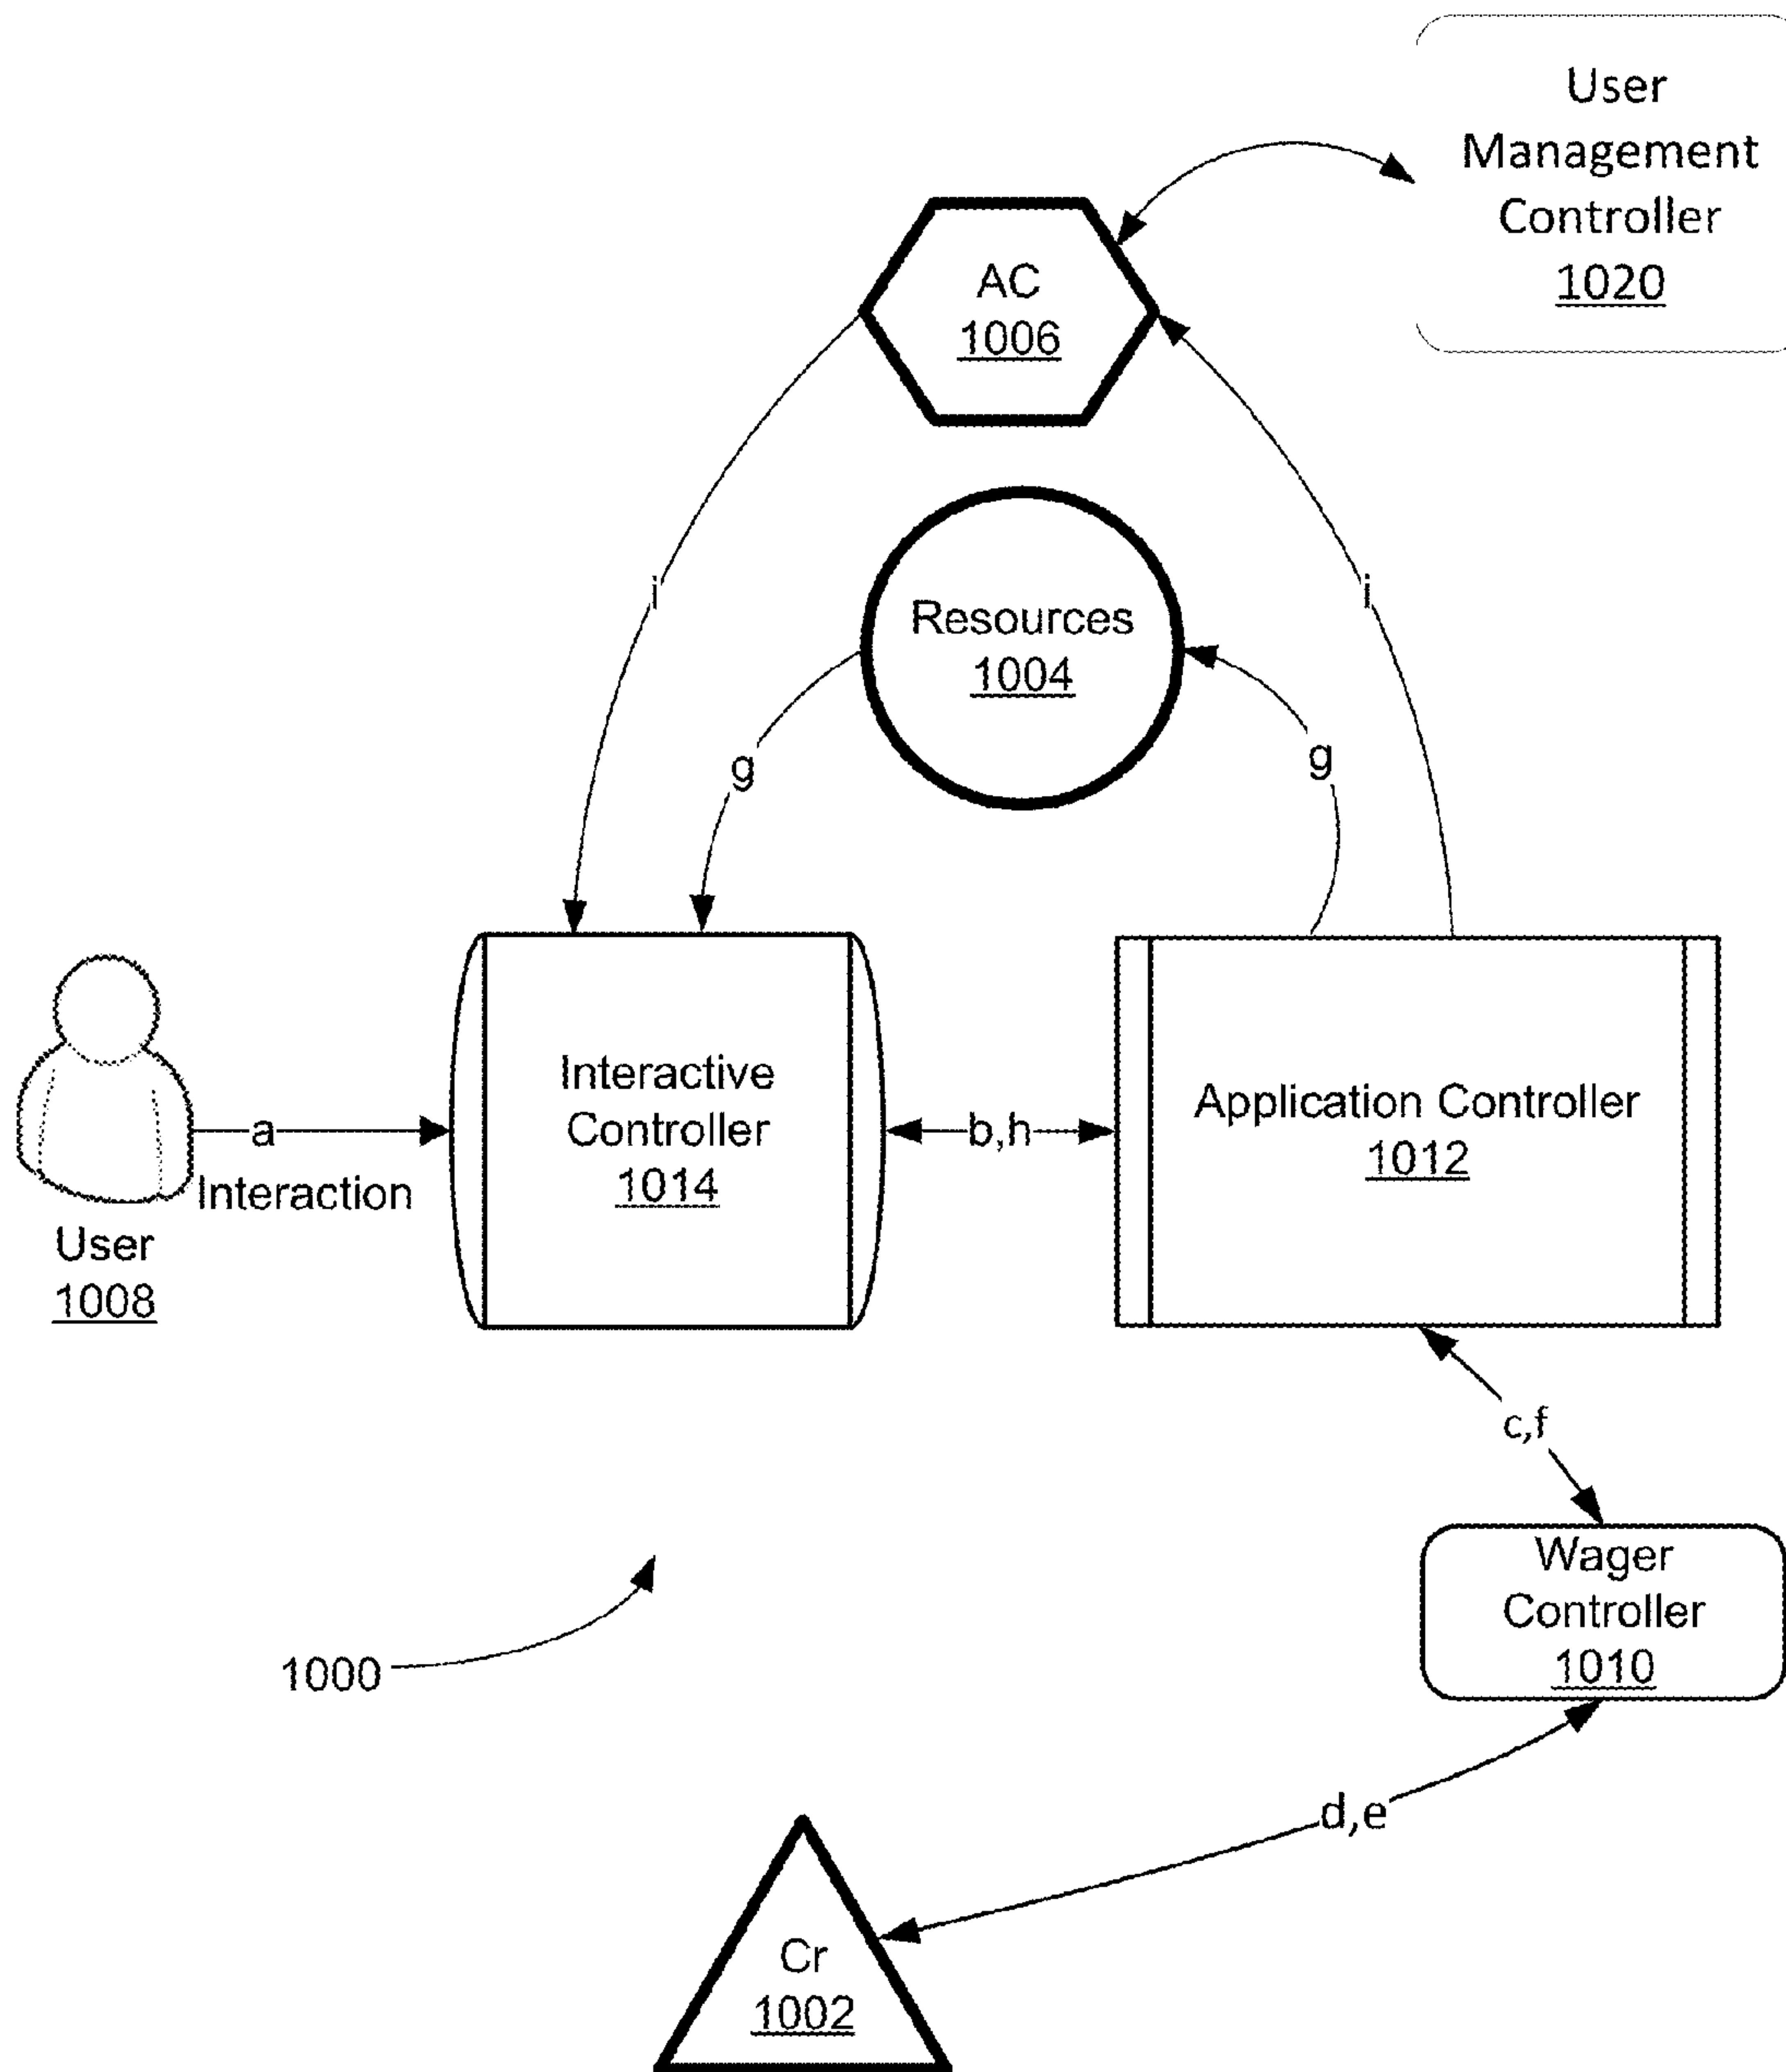 User
Management
Controller
1020
AC
1006
i
i
Resources
1004
g
g
Interactive
Controller
1014
Application Controller
1012
a
b,h
Interaction
User
1008
c,f
Wager
Controller
1010
1000
d,e
Cr
1002